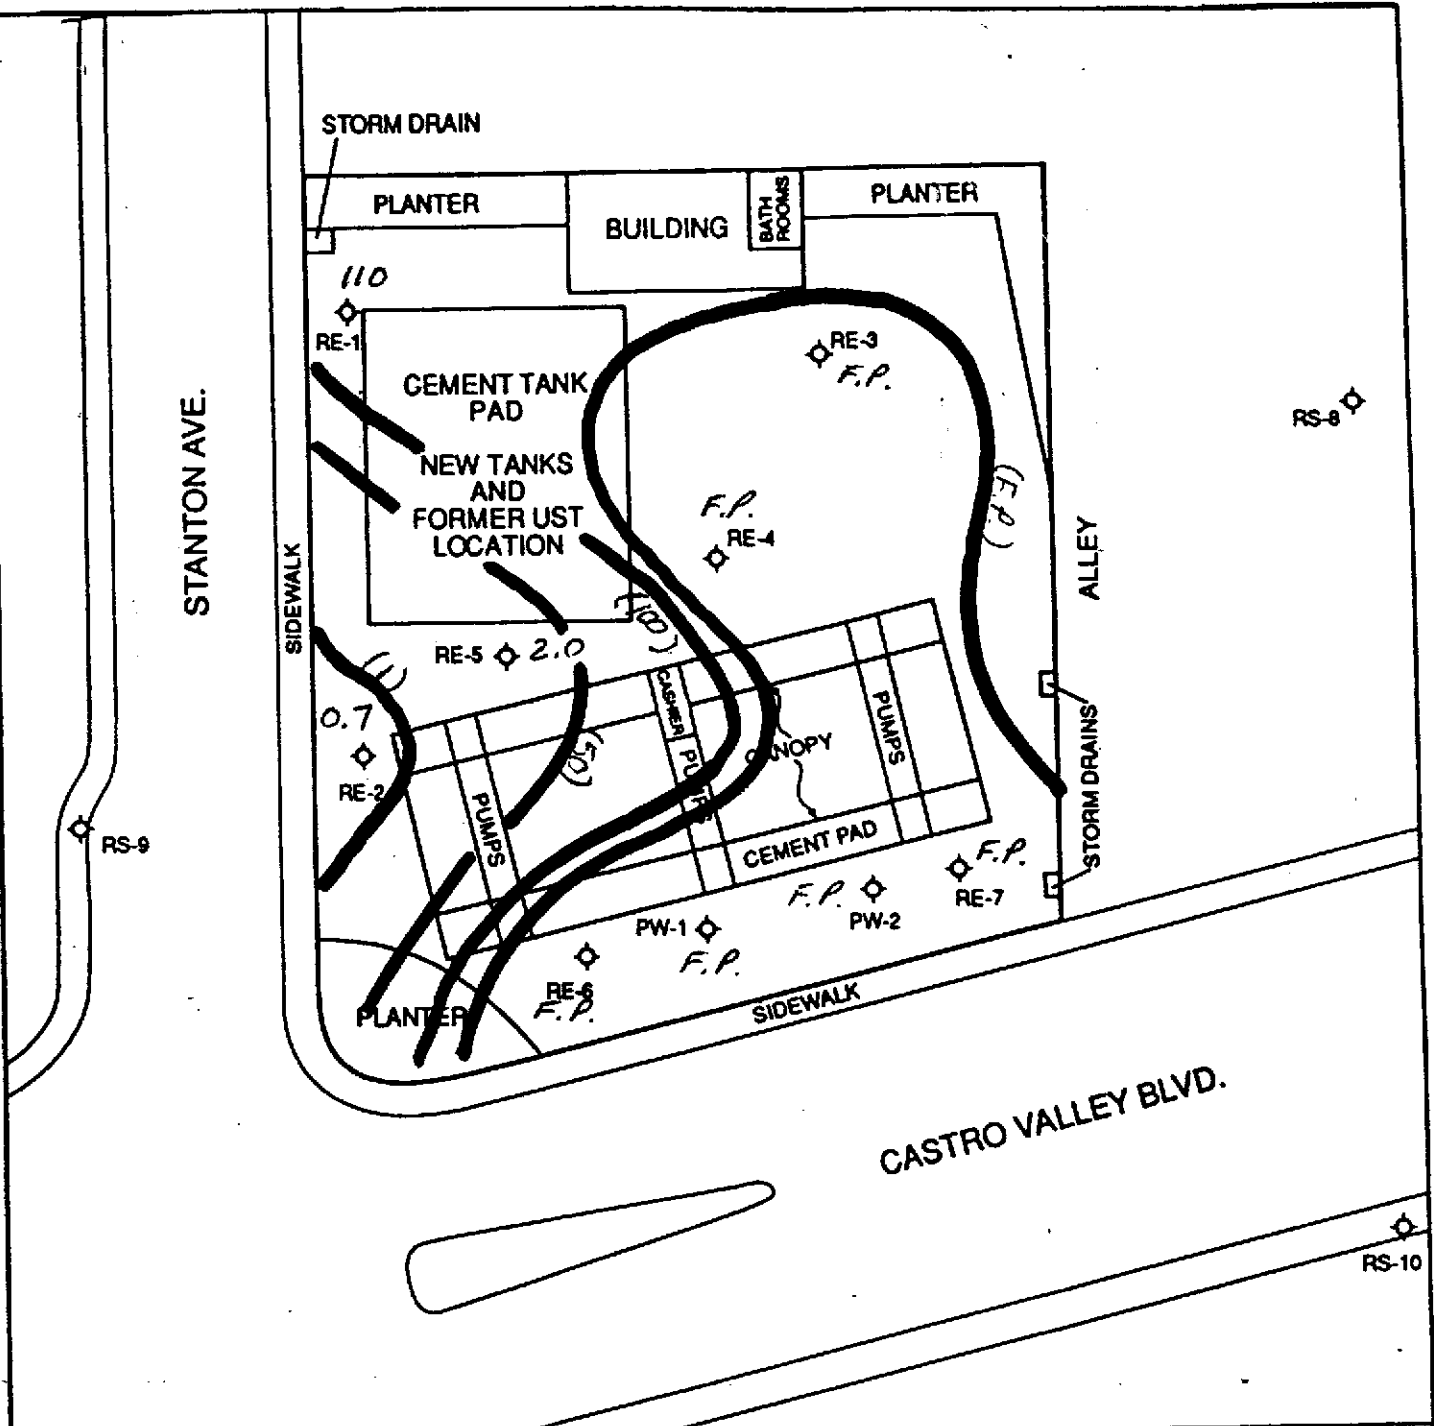 STORM DRAIN
PLANTER
BUILDING
BATH
ROOMS
PLANTER
110
RE-1
CEMENT TANK
PAD
NEW TANKS
AND
FORMER UST
LOCATION
RE-3
F.P.
RS-8
STANTON AVE.
SIDEWALK
F.P.
RE-4
(F.P.)
ALLEY
(100)
RE-5
2.0
(1)
0.7
RE-2
(50)
CASHIER
PUMPS
PUMPS
PUMPS
CANOPY
CEMENT PAD
STORM DRAINS
RS-9
F.P.
RE-7
F.P.
PW-2
PW-1
F.P.
RE-6
F.P.
PLANTER
SIDEWALK
CASTRO VALLEY BLVD.
RS-10